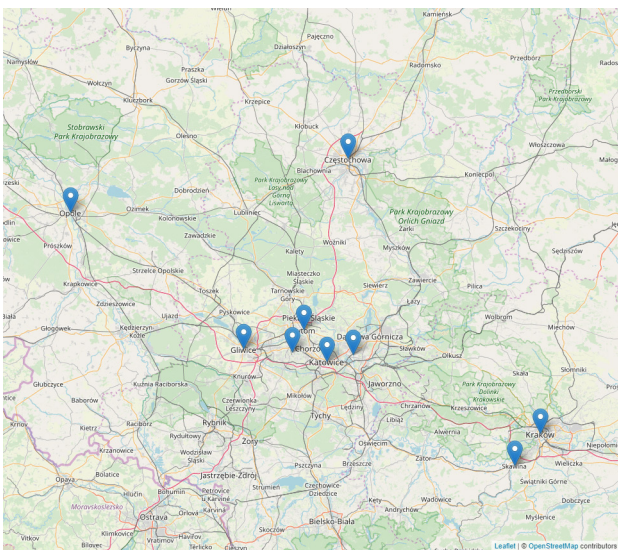 Kamieńsk
Pajęczno
Byczyna
Działoszyn
Przedbórz
Namysłów
Praszka
Radomsko
Gorzów Śląski
Wołczyn
Przedborski
Park Krajobrazowy
Kluczbork
Krzepice
Stobrawski
Park Krajobrazowy
Kłobuck
Olesno
Włoszczowa
Częstochowa
Blachownia
Koniecpol
Park Krajobrazowy
Lasy nad
Górną
Liswartą
Dobrodzień
Ozimek
Opole
Lubliniec
Park Krajobrazowy
Orlich Gniazd
Kolonowskie
Szczekociny
Żarki
Zawadzkie
Woźniki
Prószków
Myszków
Sędziszów
Kalety
Strzelce Opolskie
Miasteczko
Śląskie
Zawiercie
Krapkowice
Siewierz
Pilica
Toszek
Tarnowskie
Góry
Łazy
Zdzieszowice
Ujazd
Pyskowice
Piekary Śląskie
Wolbrom
Głogówek
Kędzierzyn-
Koźle
Miechów
Dąbrowa Górnicza
Gliwice
Chorzów
Sławków
Katowice
Olkusz
Skała
Słomniki
Knurów
Głubczyce
Kuźnia Raciborska
Jaworzno
Park Krajobrazowy
Dolinki
Krakowskie
Baborów
Czerwionka-
Leszczyny
Mikołów
Lędziny
Chrzanów
Krzeszowice
Tychy
Rybnik
Libiąż
Krnov
Kietrz
Racibórz
Rydułtowy
Alwernia
Kraków
Żory
Oświęcim
Krzanowice
Wodzisław
Śląski
Zator
Skawina
Wieliczka
Pszczyna
Brzeszcze
Opava
Bolatice
Jastrzębie-Zdrój
Świątniki Górne
Strumień
Czechowice-
Dziedzice
Hlučín
Bohumín
Petrovice
u Karviné
Kęty
Wadowice
Dobczyce
Moravskoslezsko
Orlová
Karviná
Andrychów
Myślenice
Ostrava
Skoczów
Bielsko-Biała
Klimkovice
Vratimov
Havířov
Vítkov
Bílovec
Těrlicko
Cieszyn
Leaflet | © OpenStreetMap contributors